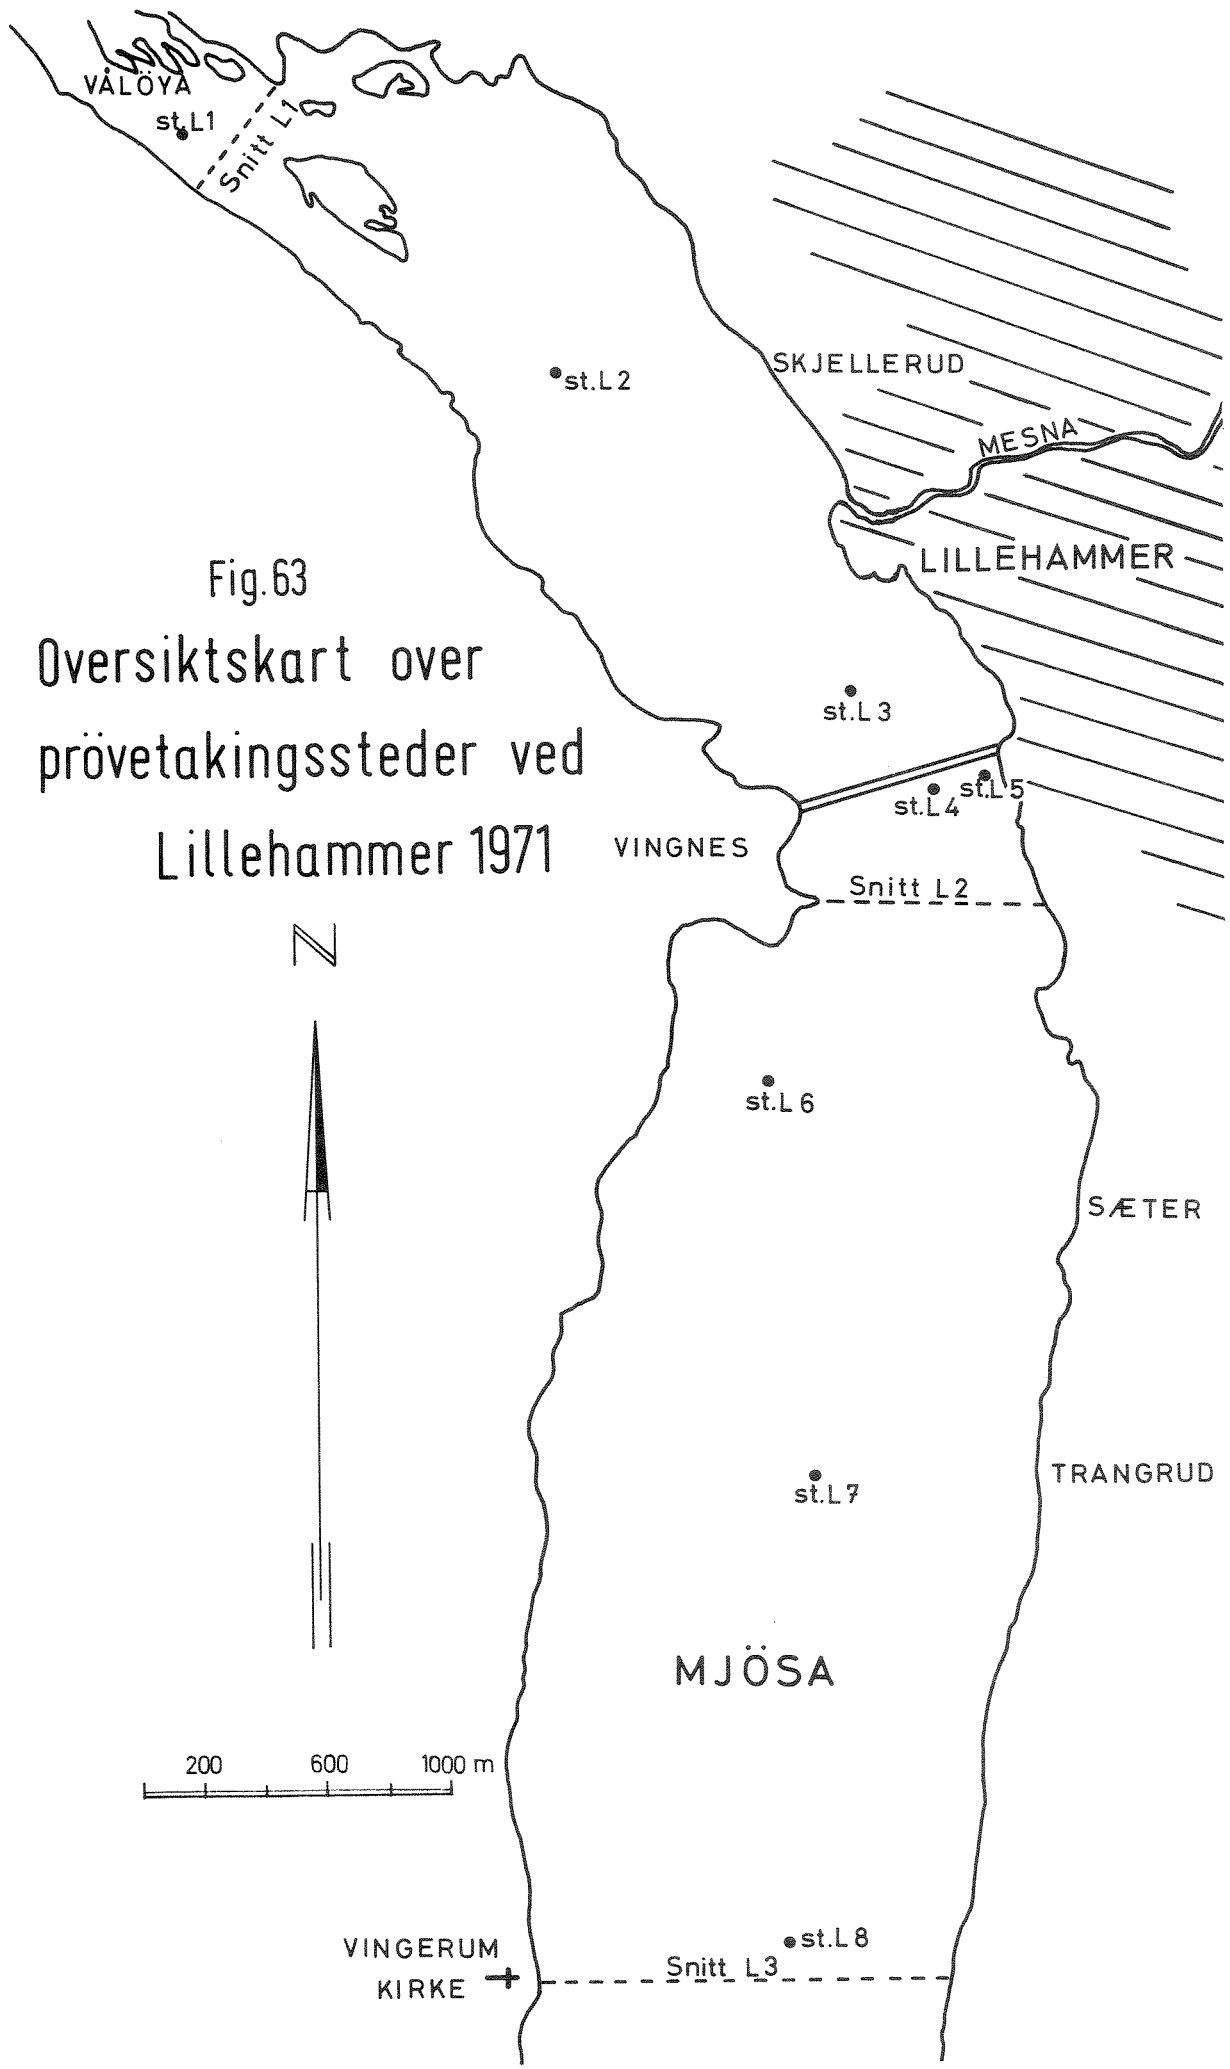 VÅLÖYA
st.L1
Snitt L1
st.L2
SKJELLERUD
MESNA
LILLEHAMMER
Fig.63
Oversiktskart over
prövetakingssteder ved
Lillehammer 1971
st.L3
st.L4
st.L5
VINGNES
Snitt L2
N
st.L6
SÆTER
TRANGRUD
st.L7
MJÖSA
200 600 1000 m
st.L8
VINGERUM
KIRKE
Snitt L3